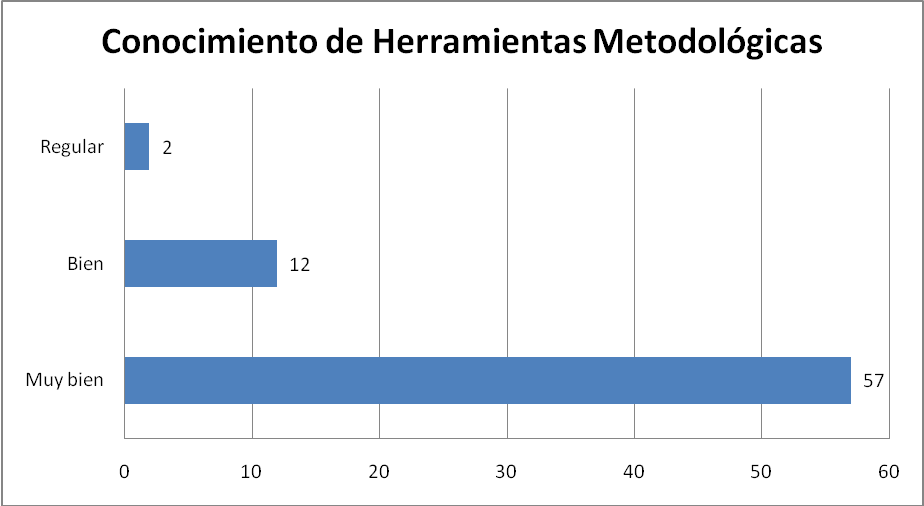 Conocimiento de Herramientas Metodológicas
Regular
2
Bien
12
Muy bien
57
0 10 20 30 40 50 60